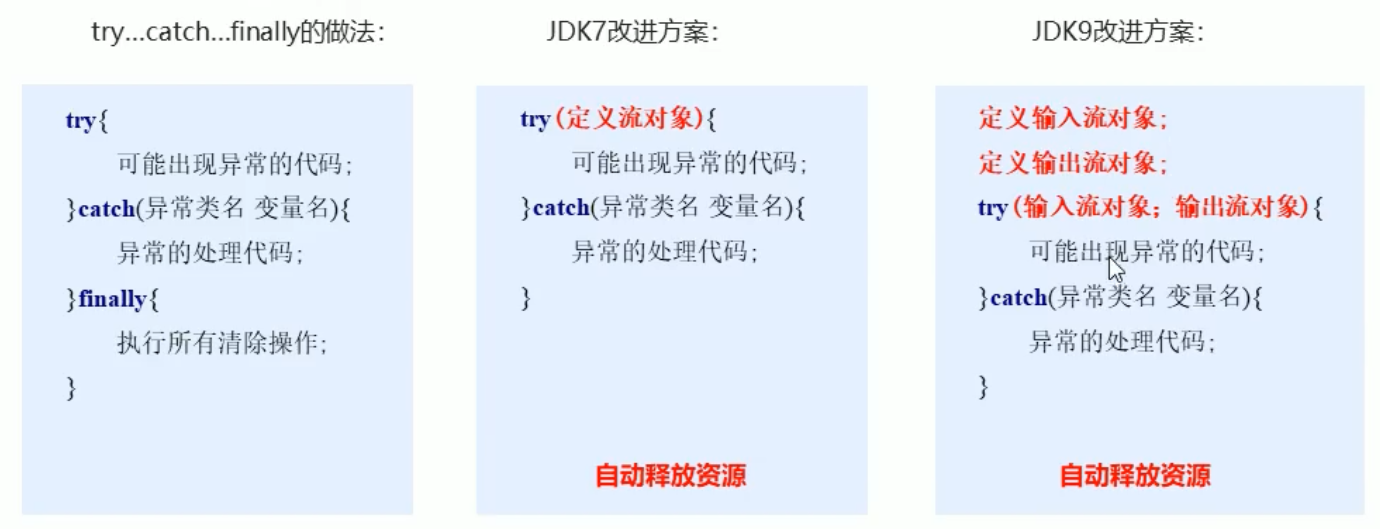 try...catch...finally的做法：
try{
可能出现异常的代码；
}catch(异常类名 变量名){
异常的处理代码；
}finally{
执行所有清除操作；
}
JDK7改进方案：
try(定义流对象){
可能出现异常的代码；
}catch(异常类名 变量名){
异常的处理代码；
}
自动释放资源
JDK9改进方案：
定义输入流对象；
定义输出流对象；
try(输入流对象；输出流对象){
可能出现异常的代码；
}catch(异常类名 变量名){
异常的处理代码；
}
自动释放资源